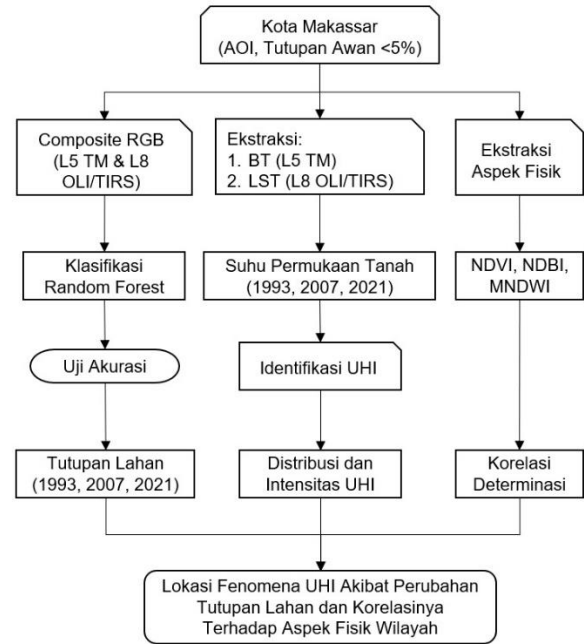 Kota Makassar
(AOI, Tutupan Awan <5%)
Composite RGB
(L5 TM & L8
OLI/TIRS)
Ekstraksi:
1. BT (L5 TM)
2. LST (L8 OLI/TIRS)
Ekstraksi
Aspek Fisik
Klasifikasi
Random Forest
Suhu Permukaan Tanah
(1993, 2007, 2021)
NDVI, NDBI,
MNDWI
Uji Akurasi
Identifikasi UHI
Tutupan Lahan
(1993, 2007, 2021)
Distribusi dan
Intensitas UHI
Korelasi
Determinasi
Lokasi Fenomena UHI Akibat Perubahan
Tutupan Lahan dan Korelasinya
Terhadap Aspek Fisik Wilayah